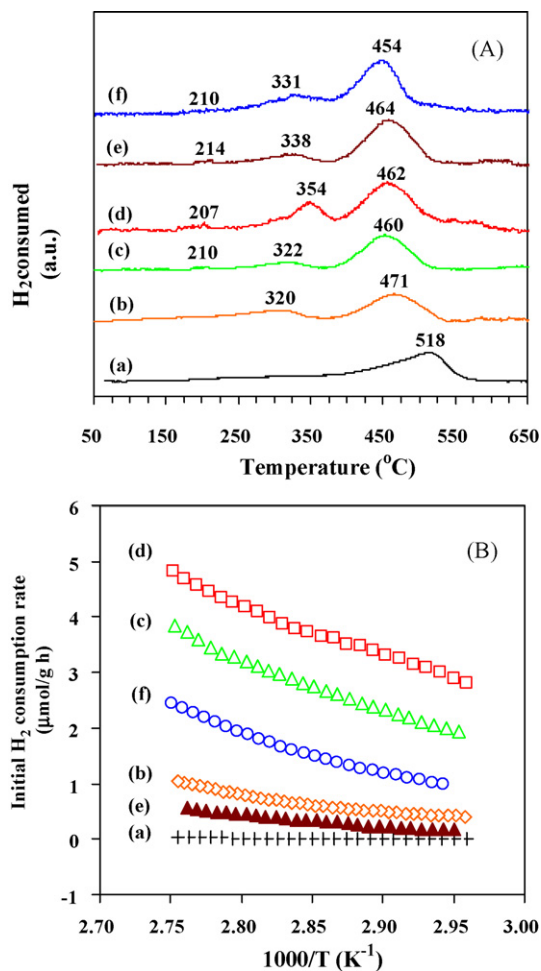 (A)
454
(f)
210
331
464
(e)
214
338
462
(d)
207
354
460
(c)
210
322
471
(b)
320
518
(a)
H2consumed
(a.u.)
50 150 250 350 450 550 650
Temperature (°C)
(B)
6
(d)
5
(c)
4
3
(f)
2
(b)
1
(e)
0
(a)
-1
Initial H2 consumption rate
(μmol/g h)
2.70 2.75 2.80 2.85 2.90 2.95 3.00
1000/T (K-1)